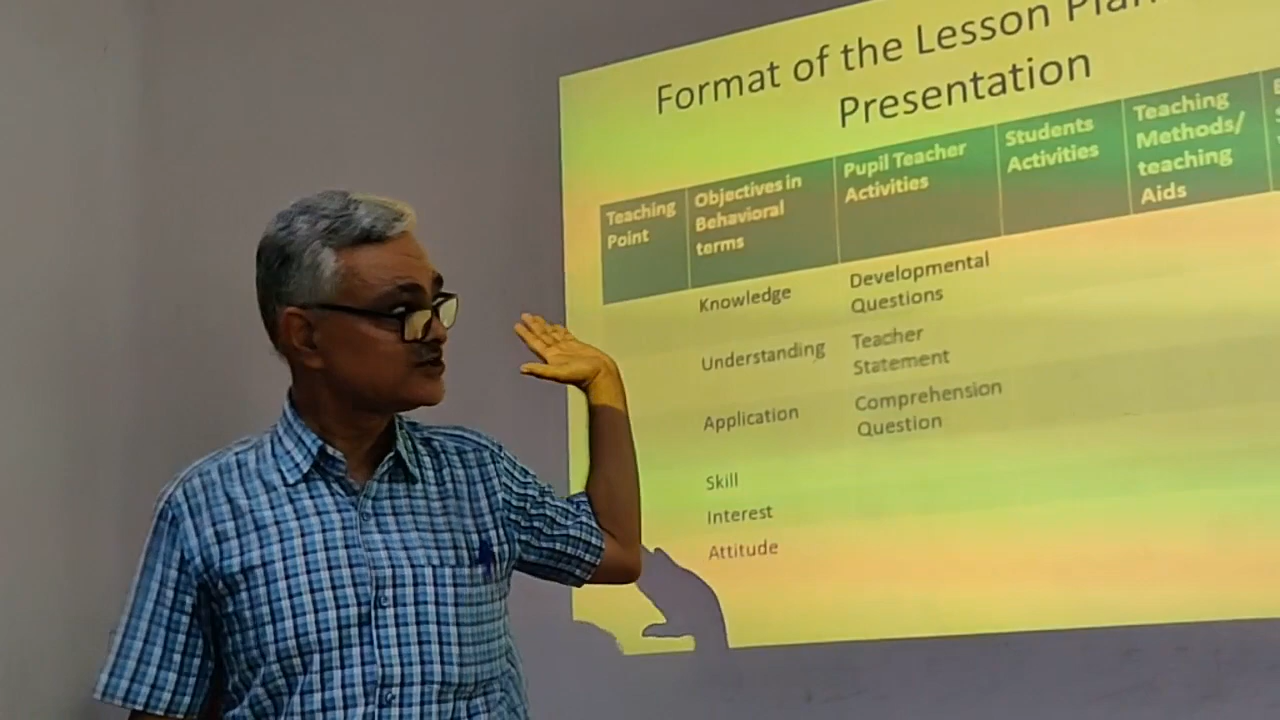 Format of the Lesson Plan
Presentation
Teaching
Point
Objectives in
Behavioral
terms
Pupil Teacher
Activities
Students
Activities
Teaching
Methods/
teaching
Aids
Knowledge
Developmental
Questions
Understanding
Teacher
Statement
Application
Comprehension
Question
Skill
Interest
Attitude